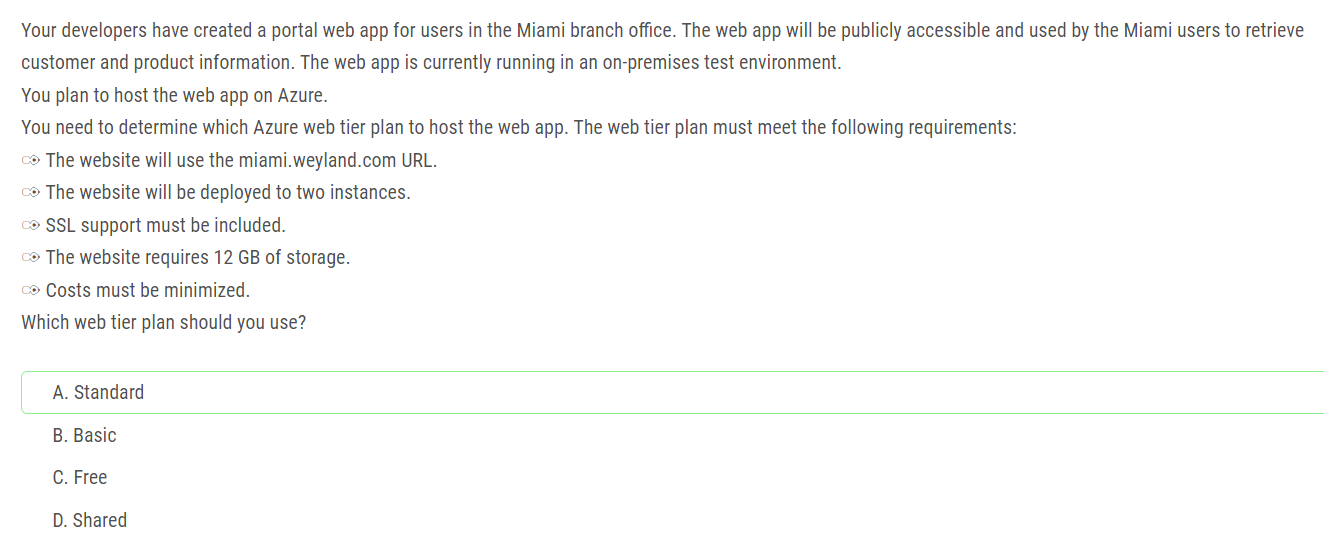 Your developers have created a portal web app for users in the Miami branch office. The web app will be publicly accessible and used by the Miami users to retrieve
customer and product information. The web app is currently running in an on-premises test environment.
You plan to host the web app on Azure.
You need to determine which Azure web tier plan to host the web app. The web tier plan must meet the following requirements:
The website will use the miami.weyland.com URL.
The website will be deployed to two instances.
SSL support must be included.
The website requires 12 GB of storage.
Costs must be minimized.
Which web tier plan should you use?
A. Standard
B. Basic
C. Free
D. Shared